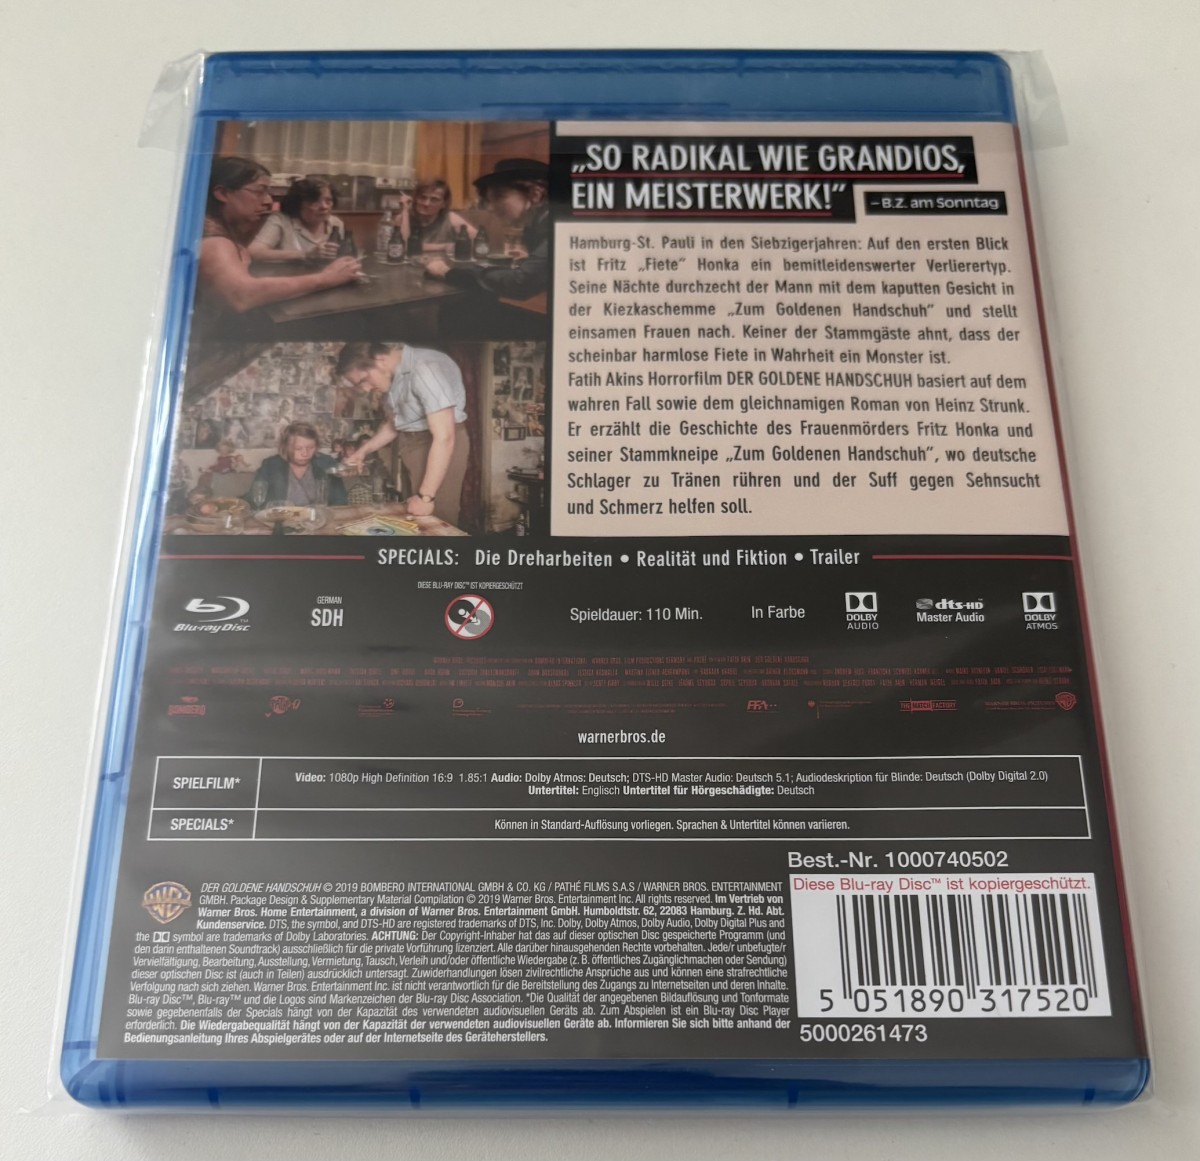 „SO RADIKAL WIE GRANDIOS,
EIN MEISTERWERK!“
– B.Z. am Sonntag
Hamburg-St. Pauli in den Siebzigerjahren: Auf den ersten Blick
ist Fritz „Fiete“ Honka ein bemitleidenswerter Verlierertyp.
Seine Nächte durchzecht der Mann mit dem kaputten Gesicht in
der Kiezkaschemme „Zum Goldenen Handschuh“ und stellt
einsamen Frauen nach. Keiner der Stammgäste ahnt, dass der
scheinbar harmlose Fiete in Wahrheit ein Monster ist.
Fatih Akins Horrorfilm DER GOLDENE HANDSCHUH basiert auf dem
wahren Fall sowie dem gleichnamigen Roman von Heinz Strunk.
Er erzählt die Geschichte des Frauenmörders Fritz Honka und
seiner Stammkneipe „Zum Goldenen Handschuh“, wo deutsche
Schlager zu Tränen rühren und der Suff gegen Sehnsucht
und Schmerz helfen soll.
SPECIALS: Die Dreharbeiten • Realität und Fiktion • Trailer
DIESE BLU-RAY DISC™ IST KOPIERGESCHÜTZT
Blu-ray Disc™
GERMAN
SDH
Spieldauer: 110 Min.
In Farbe
DOLBY
AUDIO
dts-HD
Master Audio
DOLBY
ATMOS
warnerbros.de
SPIELFILM*
Video: 1080p High Definition 16:9 1.85:1 Audio: Dolby Atmos: Deutsch; DTS-HD Master Audio: Deutsch 5.1; Audiodeskription für Blinde: Deutsch (Dolby Digital 2.0)
Untertitel: Englisch Untertitel für Hörgeschädigte: Deutsch
SPECIALS*
Können in Standard-Auflösung vorliegen. Sprachen & Untertitel können variieren.
DER GOLDENE HANDSCHUH © 2019 BOMBERO INTERNATIONAL GMBH & CO. KG / PATHÉ FILMS S.A.S / WARNER BROS. ENTERTAINMENT
GMBH. Package Design & Supplementary Material Compilation © 2019 Warner Bros. Entertainment Inc. All rights reserved. Im Vertrieb von
Warner Bros. Home Entertainment, a division of Warner Bros. Entertainment GmbH. Humboldtstr. 62, 22083 Hamburg. Z. Hd. Abt.
Kundenservice. DTS, the symbol, and DTS-HD are registered trademarks of DTS, Inc. Dolby, Dolby Atmos, Dolby Audio, Dolby Digital Plus and
the symbol are trademarks of Dolby Laboratories. ACHTUNG: Der Copyright-Inhaber hat das auf dieser optischen Disc gespeicherte Programm (und
den darin enthaltenen Soundtrack) ausschließlich für die private Vorführung lizenziert. Alle darüber hinausgehenden Rechte vorbehalten. Jede/r unbefugte/r
Vervielfältigung, Bearbeitung, Ausstellung, Vermietung, Tausch, Verleih und/oder öffentliche Wiedergabe (z. B. öffentliches Zugänglichmachen oder Sendung)
dieser optischen Disc ist (auch in Teilen) ausdrücklich untersagt. Zuwiderhandlungen lösen zivilrechtliche Ansprüche aus und können eine strafrechtliche
Verfolgung nach sich ziehen. Warner Bros. Entertainment Inc. ist nicht verantwortlich für die Bereitstellung des Zugangs zu Internetseiten und deren Inhalte.
Blu-ray Disc™, Blu-ray™ und die Logos sind Markenzeichen der Blu-ray Disc Association. *Die Qualität der angegebenen Bildauflösung und Tonformate
sowie gegebenenfalls der Specials hängt von der Kapazität des verwendeten audiovisuellen Geräts ab. Zum Abspielen ist ein Blu-ray Disc Player
erforderlich. Die Wiedergabequalität hängt von der Kapazität der verwendeten audiovisuellen Geräte ab. Informieren Sie sich bitte anhand der
Bedienungsanleitung Ihres Abspielgerätes oder auf der Internetseite des Geräteherstellers.
Best.-Nr. 1000740502
Diese Blu-ray Disc™ ist kopiergeschützt.
5 051890 317520
5000261473